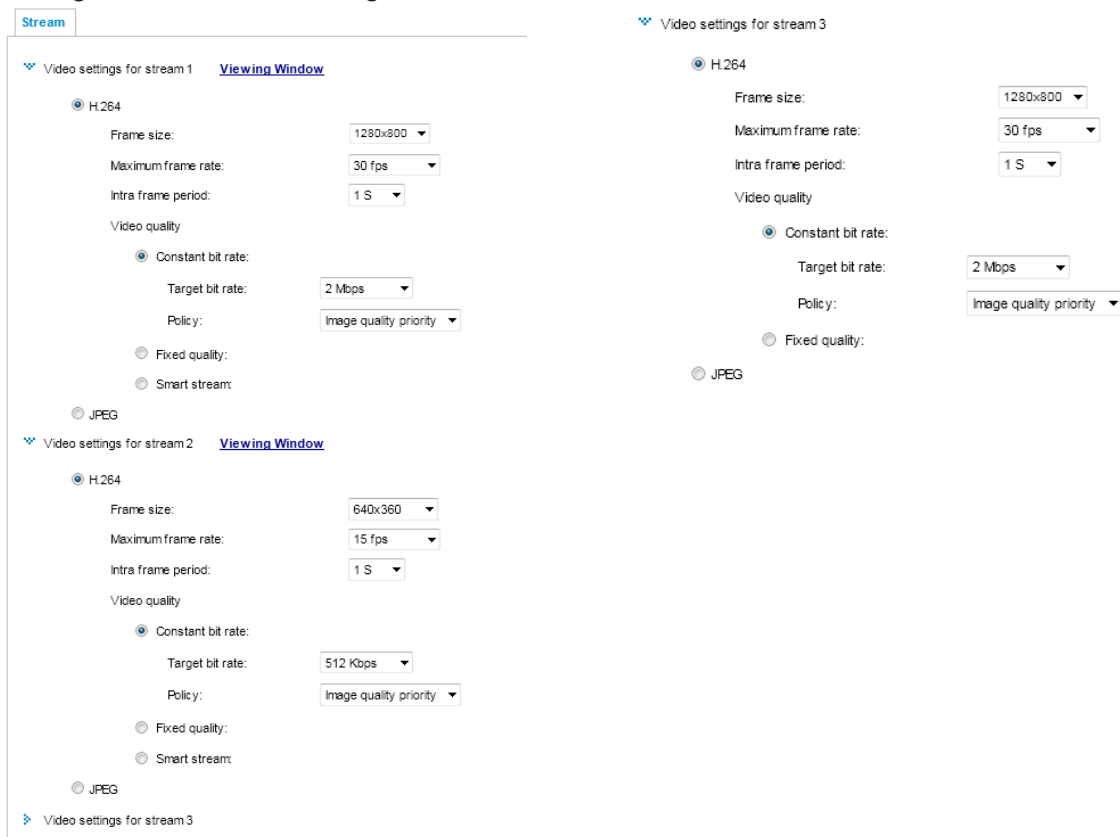 Stream
Video settings for stream 1 Viewing Window
H.264
Frame size: 1280x800
Maximum frame rate: 30 fps
Intra frame period: 1 S
Video quality
Constant bit rate:
Target bit rate: 2 Mbps
Policy: Image quality priority
Fixed quality:
Smart stream:
JPEG
Video settings for stream 2 Viewing Window
H.264
Frame size: 640x360
Maximum frame rate: 15 fps
Intra frame period: 1 S
Video quality
Constant bit rate:
Target bit rate: 512 Kbps
Policy: Image quality priority
Fixed quality:
Smart stream:
JPEG
Video settings for stream 3
Video settings for stream 3
H.264
Frame size: 1280x800
Maximum frame rate: 30 fps
Intra frame period: 1 S
Video quality
Constant bit rate:
Target bit rate: 2 Mbps
Policy: Image quality priority
Fixed quality:
JPEG